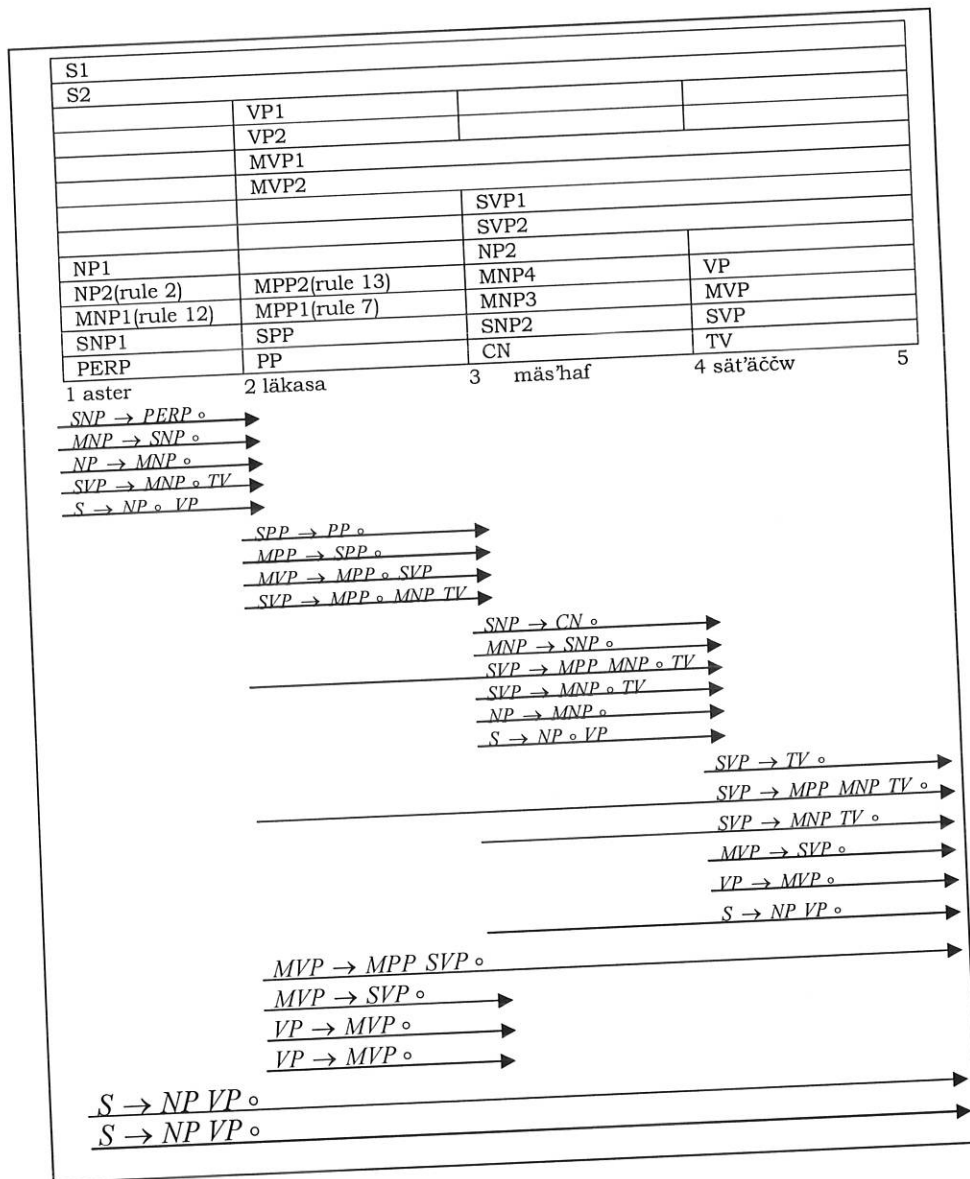 S1
S2
VP1
VP2
MVP1
MVP2
SVP1
SVP2
NP1 NP2
NP2(rule 2) MPP2(rule 13) MNP4 VP
MNP1(rule 12) MPP1(rule 7) MNP3 MVP
SNP1 SPP SNP2 SVP
PERP PP CN TV
1 aster 2 läkasa 3 mäs'haf 4 sät'äččw 5
SNP → PERP ∘
MNP → SNP ∘
NP → MNP ∘
SVP → MNP ∘ TV
S → NP ∘ VP
SPP → PP ∘
MPP → SPP ∘
MVP → MPP ∘ SVP
SVP → MPP ∘ MNP TV
SNP → CN ∘
MNP → SNP ∘
SVP → MPP MNP ∘ TV
SVP → MNP ∘ TV
NP → MNP ∘
S → NP ∘ VP
SVP → TV ∘
SVP → MPP MNP TV ∘
SVP → MNP TV ∘
MVP → SVP ∘
VP → MVP ∘
S → NP VP ∘
MVP → MPP SVP ∘
MVP → SVP ∘
VP → MVP ∘
VP → MVP ∘
S → NP VP ∘
S → NP VP ∘